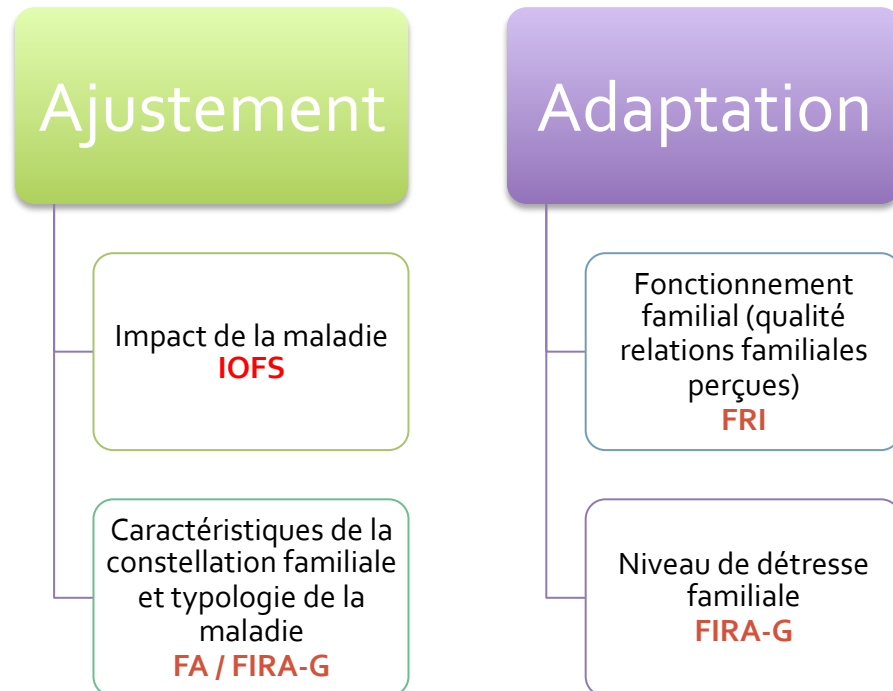 Ajustement
Impact de la maladie
IOFS
Caractéristiques de la
constellation familiale
et typologie de la
maladie
FA / FIRA-G
Adaptation
Fonctionnement
familial (qualité
relations familiales
perçues)
FRI
Niveau de détresse
familiale
FIRA-G